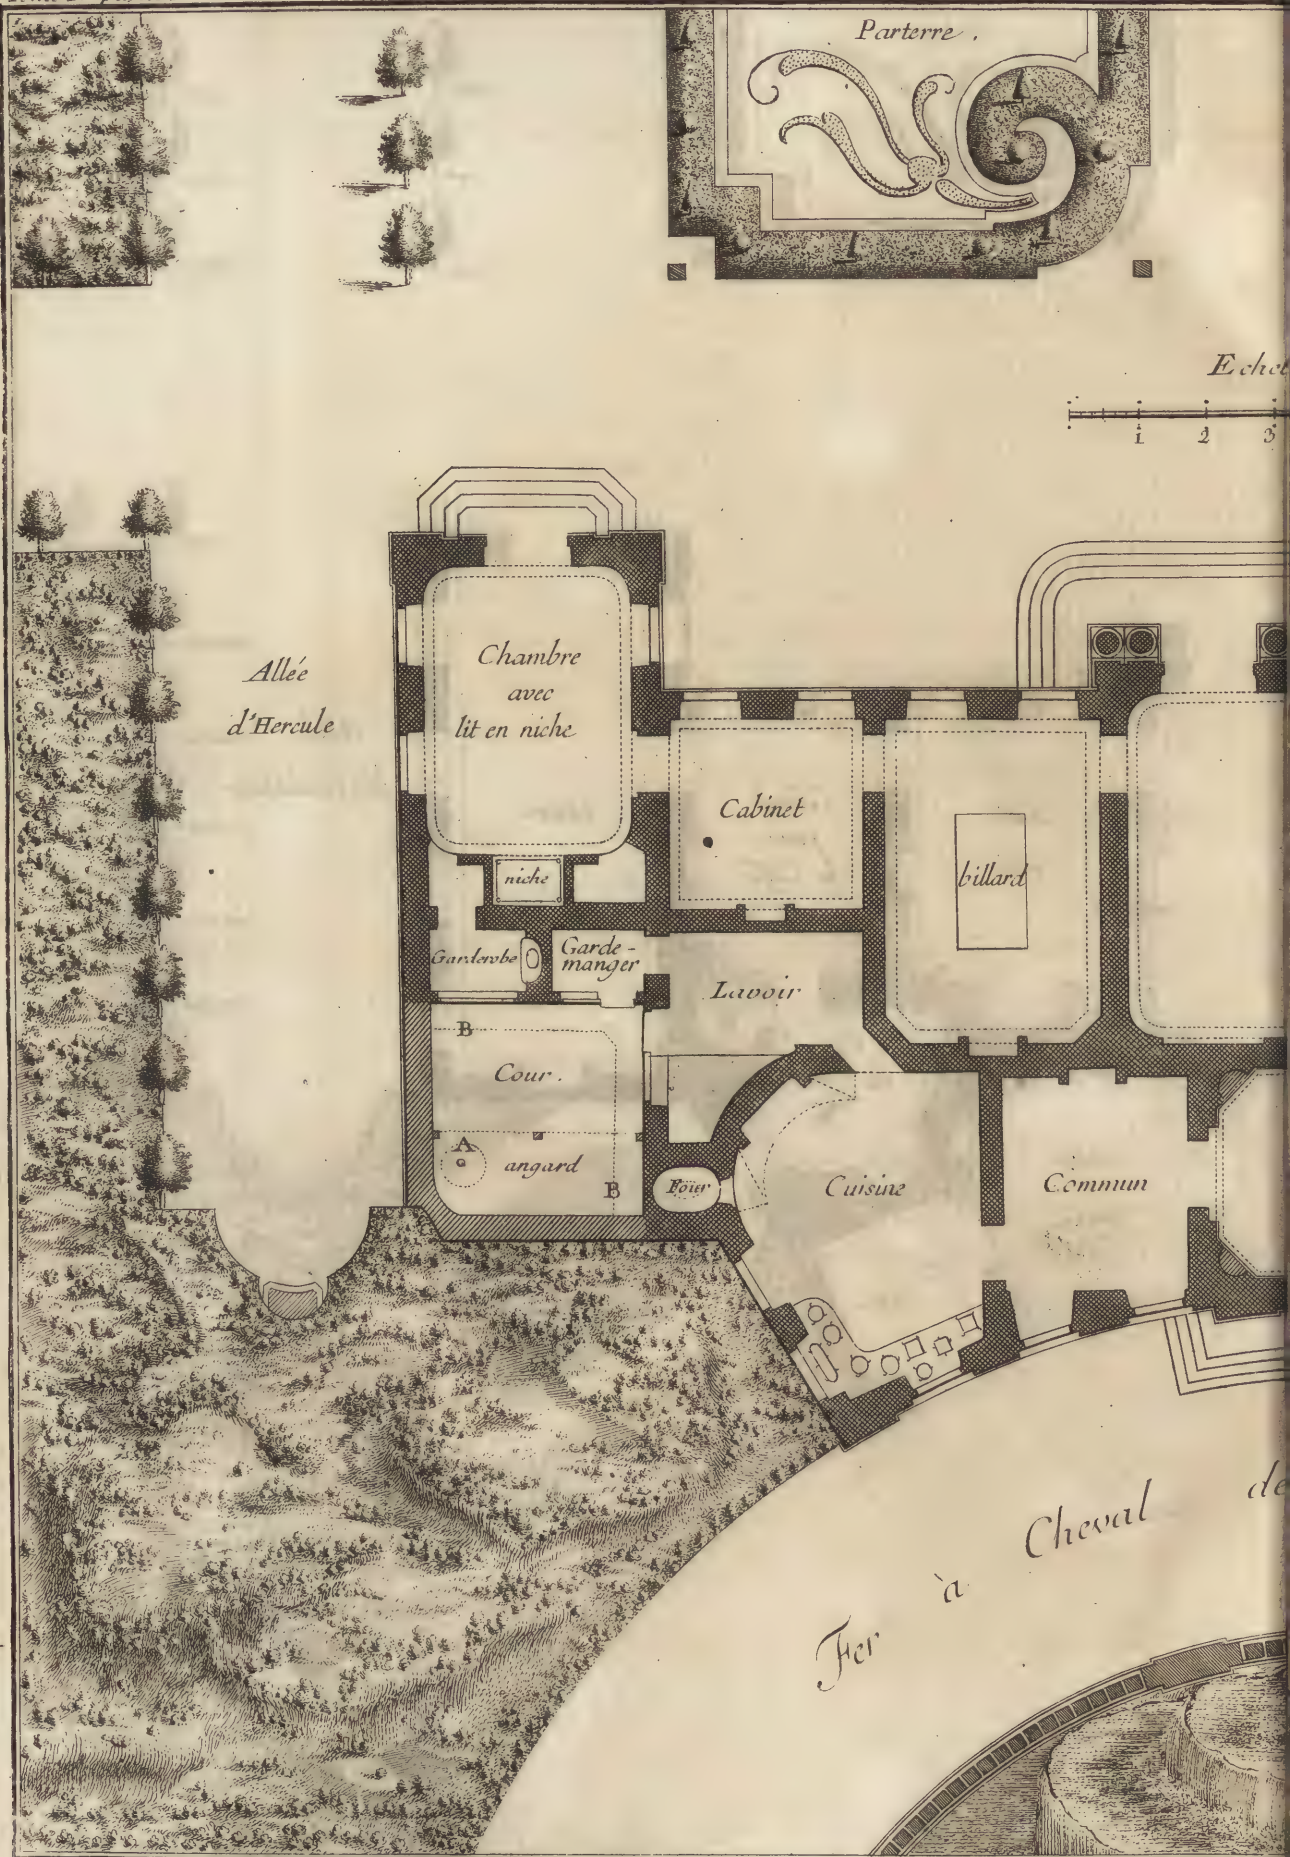 Parterre.
1 2 3
Allée
d'Hercule
Chambre
avec
lit en niche
Cabinet
billard
niche
Garderobe
Garde-
manger
Lavoir
B
Cour.
A
angard
B
Four
Cuisine
Commun
Fer à Cheval de